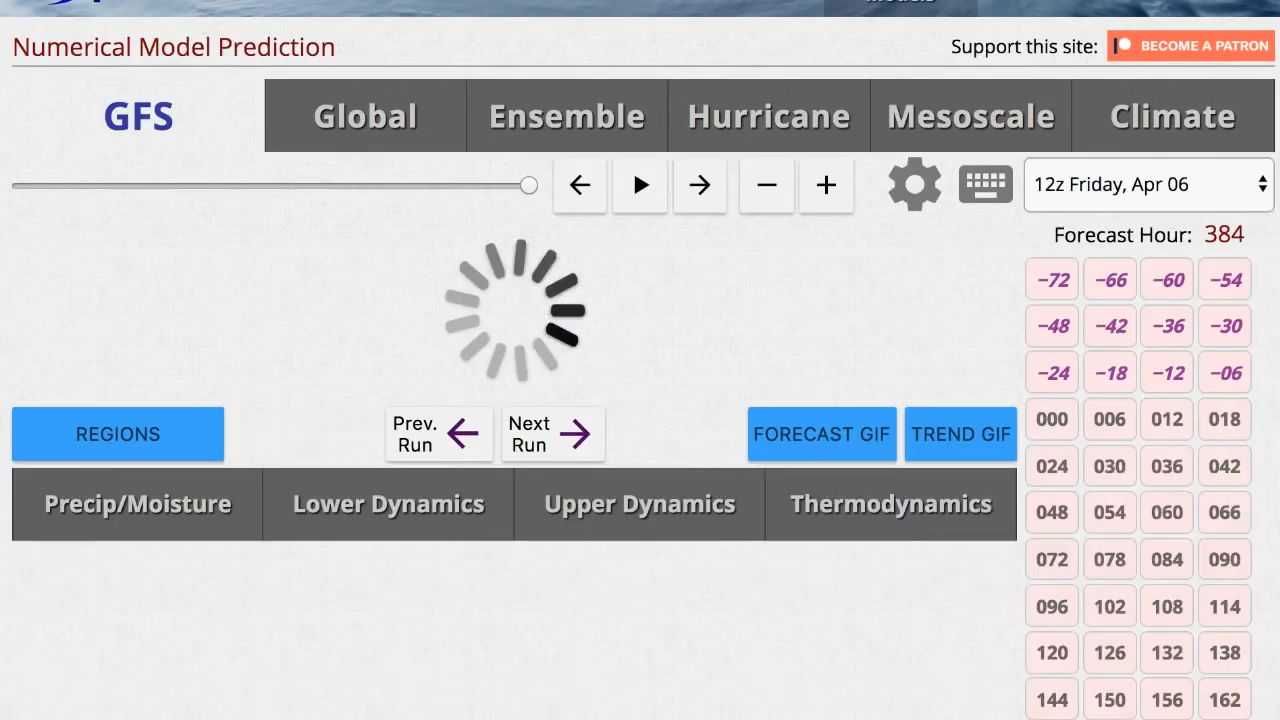 Numerical Model Prediction
Support this site:
BECOME A PATRON
GFS
Global
Ensemble
Hurricane
Mesoscale
Climate
12z Friday, Apr 06
Forecast Hour: 384
−72 −66 −60 −54
−48 −42 −36 −30
−24 −18 −12 −06
000 006 012 018
024 030 036 042
048 054 060 066
072 078 084 090
096 102 108 114
120 126 132 138
144 150 156 162
REGIONS
Prev.
Run
Next
Run
FORECAST GIF
TREND GIF
Precip/Moisture
Lower Dynamics
Upper Dynamics
Thermodynamics